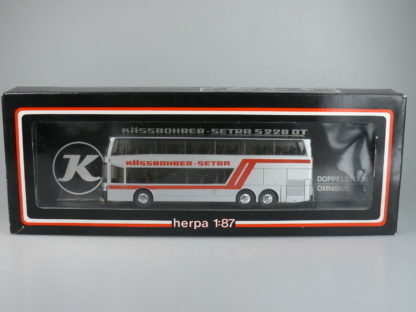 KÄSSBOHRER-SETRA S 228 DT
K
KÄSSBOHRER-SETRA
DOPPELSTOCK
OMNIBUS
herpa 1:87